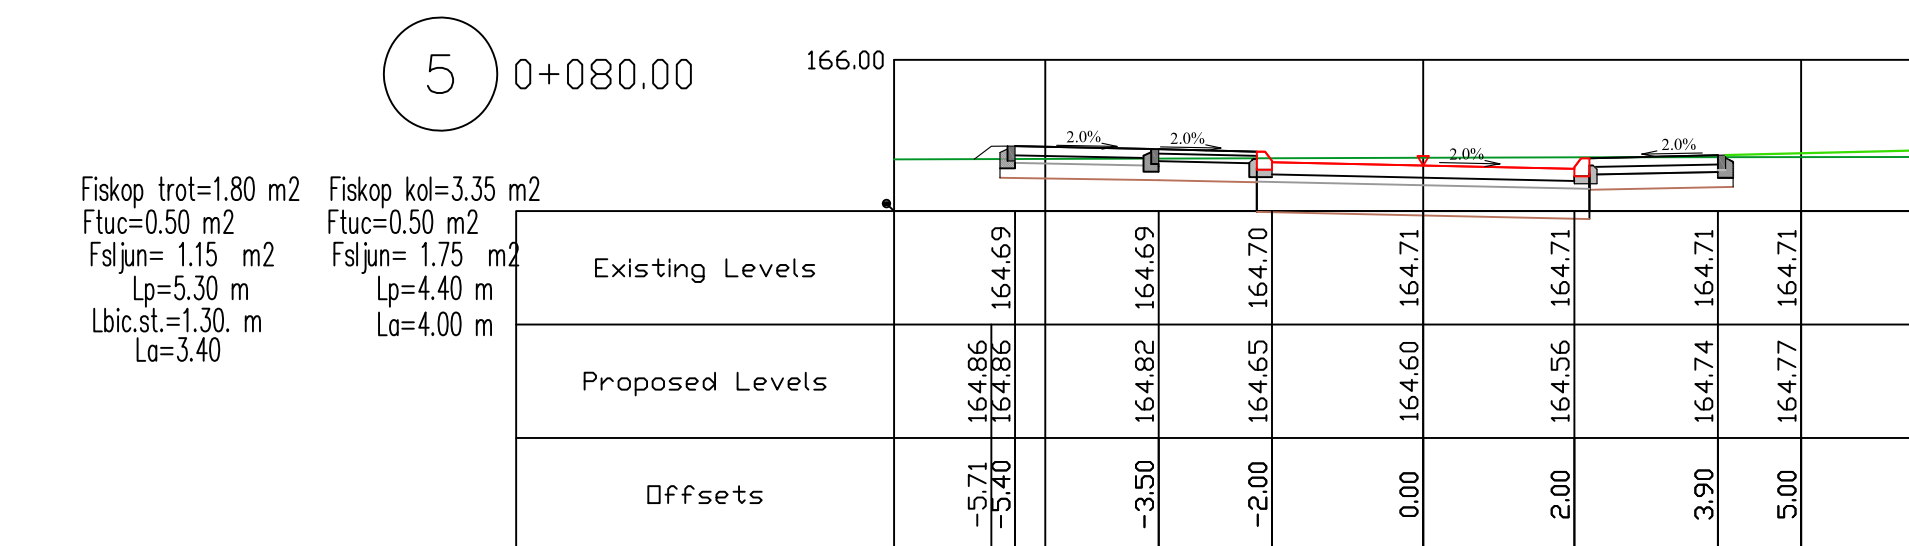 5 0+080.00
166.00
2.0% 2.0% 2.0% 2.0%
Fiskop trot=1.80 m2 Fiskop kol=3.35 m2
Ftuc=0.50 m2 Ftuc=0.50 m2
Fsljun= 1.15 m2 Fsljun= 1.75 m2
Lp=5.30 m Lp=4.40 m
Lbic.st.=1.30. m La=4.00 m
La=3.40
Existing Levels 164.69 164.69 164.70 164.71 164.71 164.71 164.71
Proposed Levels 164.86 164.86 164.82 164.65 164.60 164.56 164.74 164.77
Offsets -5.71 -5.40 -3.50 -2.00 0.00 2.00 3.90 5.00